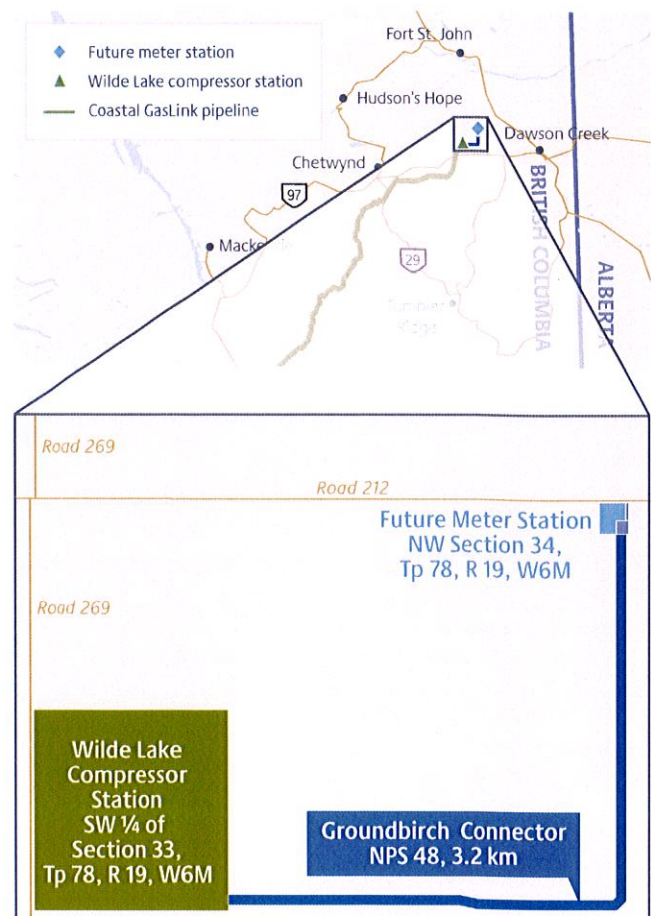 Future meter station
Wilde Lake compressor station
Coastal GasLink pipeline
Fort St. John
Hudson's Hope
Dawson Creek
Chetwynd
97
29
Tumbler
Ridge
BRITISH COLUMBIA
ALBERTA
Road 269
Road 212
Future Meter Station
NW Section 34,
Tp 78, R 19, W6M
Road 269
Wilde Lake
Compressor
Station
SW ¼ of
Section 33,
Tp 78, R 19, W6M
Groundbirch Connector
NPS 48, 3.2 km